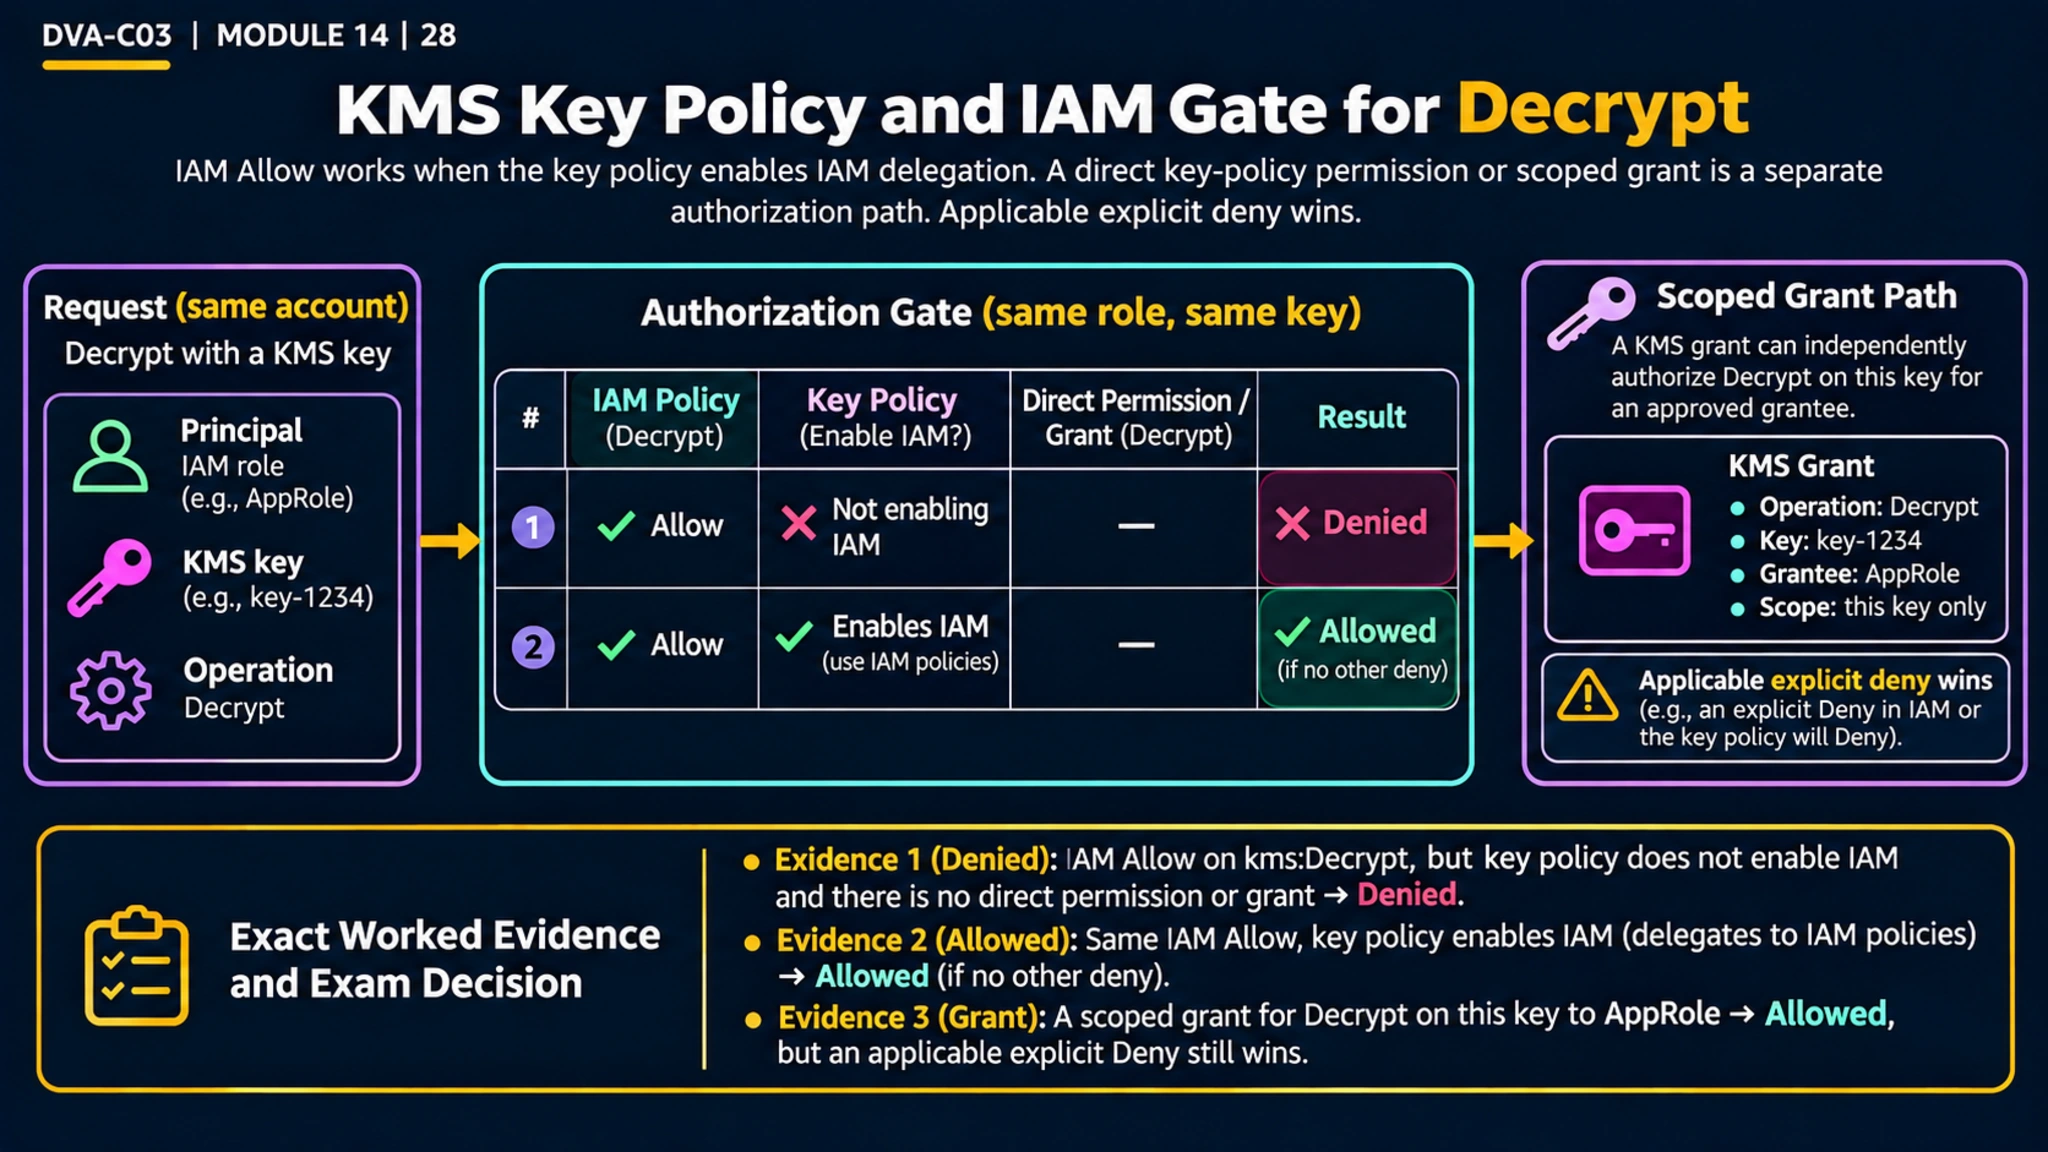 DVA-C03 | MODULE 14 | 28
KMS Key Policy and IAM Gate for Decrypt
IAM Allow works when the key policy enables IAM delegation. A direct key-policy permission or scoped grant is a separate
authorization path. Applicable explicit deny wins.
Request (same account)
Decrypt with a KMS key
Principal
IAM role
(e.g., AppRole)
KMS key
(e.g., key-1234)
Operation
Decrypt
Authorization Gate (same role, same key)
#
IAM Policy
(Decrypt)
Key Policy
(Enable IAM?)
Direct Permission /
Grant (Decrypt)
Result
1
Allow
Not enabling
IAM
—
Denied
2
Allow
Enables IAM
(use IAM policies)
—
Allowed
(if no other deny)
Scoped Grant Path
A KMS grant can independently
authorize Decrypt on this key for
an approved grantee.
KMS Grant
• Operation: Decrypt
• Key: key-1234
• Grantee: AppRole
• Scope: this key only
Applicable explicit deny wins
(e.g., an explicit Deny in IAM or
the key policy will Deny).
Exact Worked Evidence
and Exam Decision
• Exidence 1 (Denied): IAM Allow on kms:Decrypt, but key policy does not enable IAM
and there is no direct permission or grant → Denied.
• Evidence 2 (Allowed): Same IAM Allow, key policy enables IAM (delegates to IAM policies)
→ Allowed (if no other deny).
• Evidence 3 (Grant): A scoped grant for Decrypt on this key to AppRole → Allowed,
but an applicable explicit Deny still wins.